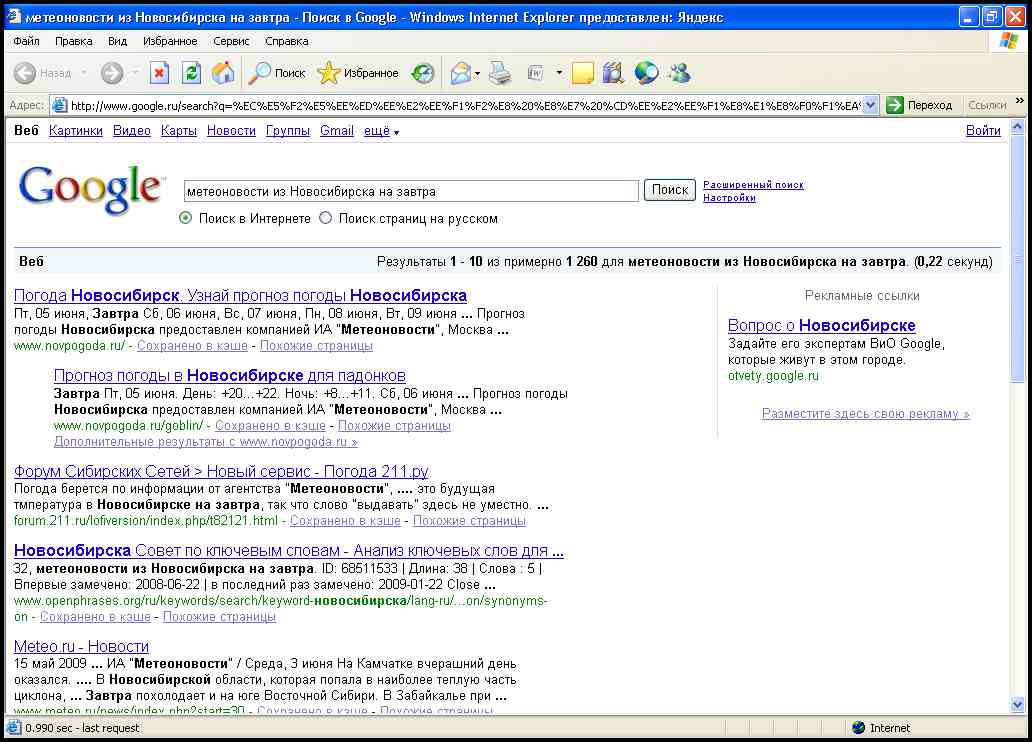 метеоновости из Новосибирска на завтра - Поиск в Google - Windows Internet Explorer предоставлен: Яндекс
Файл Правка Вид Избранное Сервис Справка
Назад Поиск Избранное
Адрес: http://www.google.ru/search?q=%EC%E5%F2%E5%EE%ED%EE%E2%EE%F1%F2%E8%20%E8%E7%20%CD%EE%E2%EE%F1%E8%E1%E8%F0%F1%EA% Переход Ссылки »
Веб Картинки Видео Карты Новости Группы Gmail ещё ▾ Войти
Google™
метеоновости из Новосибирска на завтра Поиск Расширенный поиск
Настройки
Поиск в Интернете Поиск страниц на русском
Веб Результаты 1 - 10 из примерно 1 260 для метеоновости из Новосибирска на завтра. (0,22 секунд)
Погода Новосибирск. Узнай прогноз погоды Новосибирска
Пт, 05 июня, Завтра Сб, 06 июня, Вс, 07 июня, Пн, 08 июня, Вт, 09 июня ... Прогноз
погоды Новосибирска предоставлен компанией ИА "Метеоновости", Москва ...
www.novpogoda.ru/ - Сохранено в кэше - Похожие страницы
Прогноз погоды в Новосибирске для падонков
Завтра Пт, 05 июня. День: +20...+22. Ночь: +8...+11. Сб, 06 июня ... Прогноз погоды
Новосибирска предоставлен компанией ИА "Метеоновости", Москва ...
www.novpogoda.ru/goblin/ - Сохранено в кэше - Похожие страницы
Дополнительные результаты с www.novpogoda.ru »
Форум Сибирских Сетей > Новый сервис - Погода 211.ру
Погода берется по информации от агентства "Метеоновости", .... это будущая
тмпература в Новосибирске на завтра, так что слово "выдавать" здесь не уместно. ...
forum.211.ru/lofiversion/index.php/t82121.html - Сохранено в кэше - Похожие страницы
Новосибирска Совет по ключевым словам - Анализ ключевых слов для ...
32, метеоновости из Новосибирска на завтра. ID: 68511533 | Длина: 38 | Слова : 5 |
Впервые замечено: 2008-06-22 | в последний раз замечено: 2009-01-22 Close ...
www.openphrases.org/ru/keywords/search/keyword-новосибирска/lang-ru/...on/synonyms-
on - Сохранено в кэше - Похожие страницы
Meteo.ru - Новости
15 май 2009 ... ИА "Метеоновости" / Среда, 3 июня На Камчатке вчерашний день
оказался. .... В Новосибирской области, которая попала в наиболее теплую часть
циклона, ... Завтра похолодает и на юге Восточной Сибири. В Забайкалье при ...
www.meteo.ru/news/index.php?start=30 - Сохранено в кэше - Похожие страницы
Рекламные ссылки
Вопрос о Новосибирске
Задайте его экспертам ВиО Google,
которые живут в этом городе.
otvety.google.ru
Разместите здесь свою рекламу »
0.990 sec - last request Internet